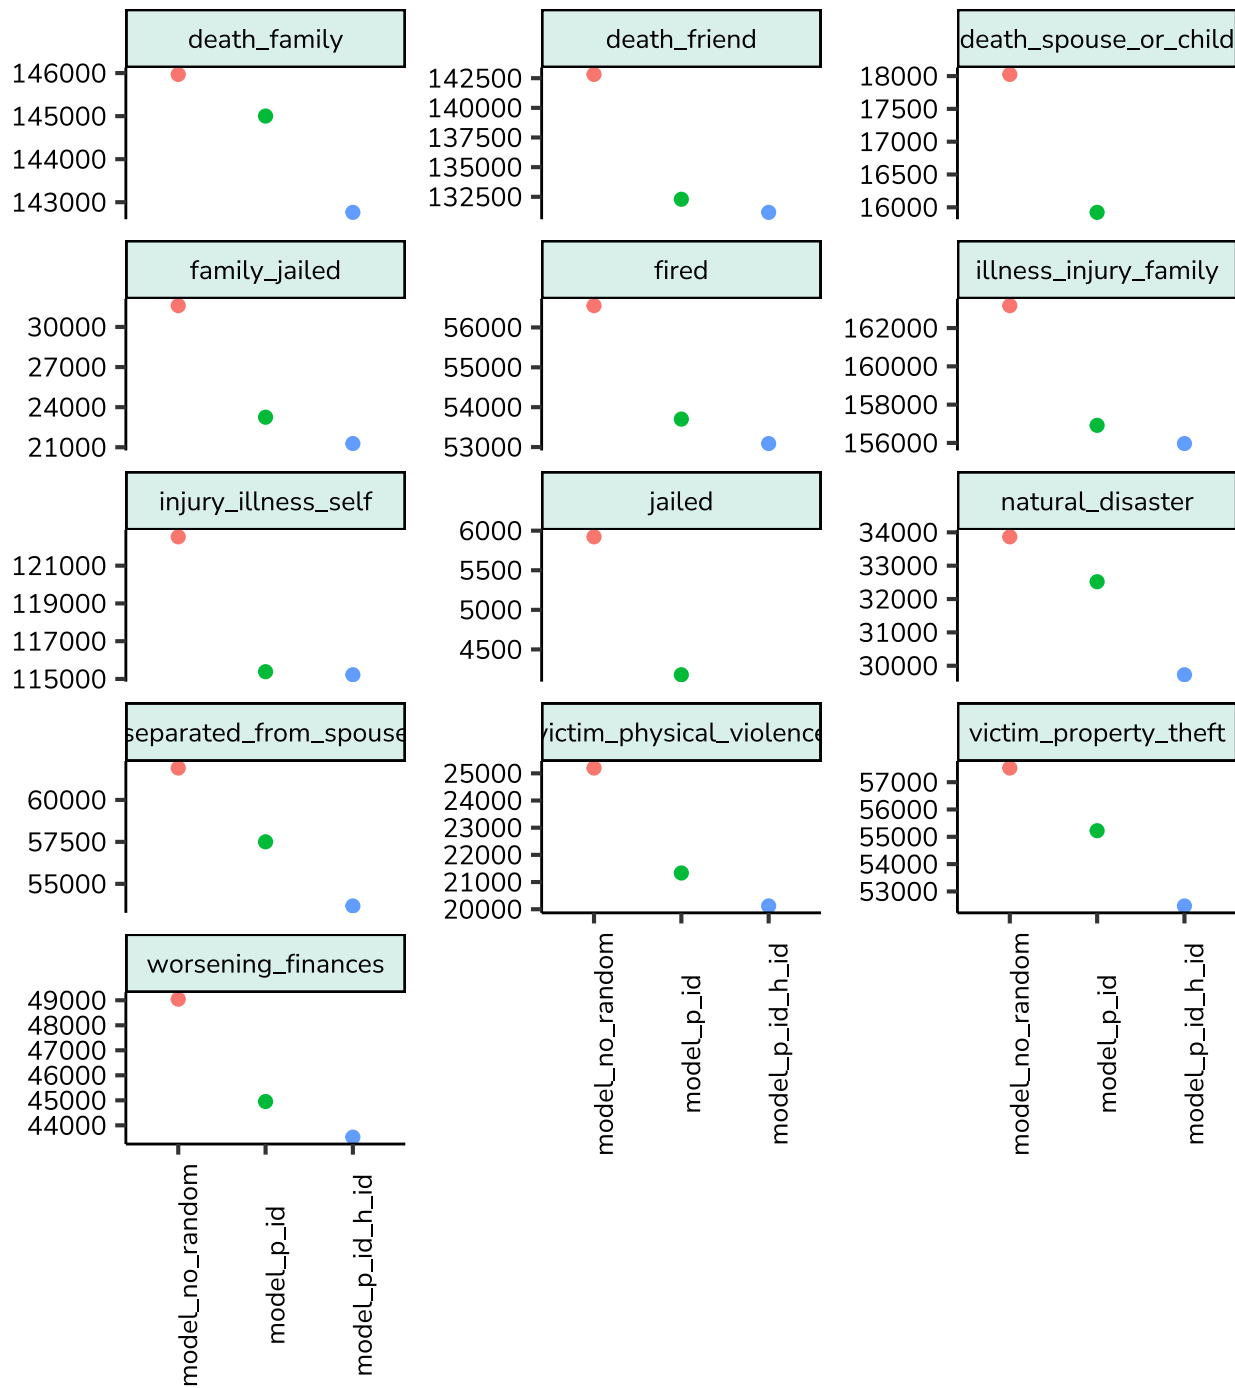 death_family
death_friend
death_spouse_or_child
146000
145000
144000
143000
142500
140000
137500
135000
132500
18000
17500
17000
16500
16000
family_jailed
fired
illness_injury_family
30000
27000
24000
21000
56000
55000
54000
53000
162000
160000
158000
156000
injury_illness_self
jailed
natural_disaster
121000
119000
117000
115000
6000
5500
5000
4500
34000
33000
32000
31000
30000
separated_from_spouse
victim_physical_violence
victim_property_theft
60000
57500
55000
25000
24000
23000
22000
21000
20000
57000
56000
55000
54000
53000
model_no_random
model_p_id
model_p_id_h_id
model_no_random
model_p_id
model_p_id_h_id
worsening_finances
49000
48000
47000
46000
45000
44000
model_no_random
model_p_id
model_p_id_h_id